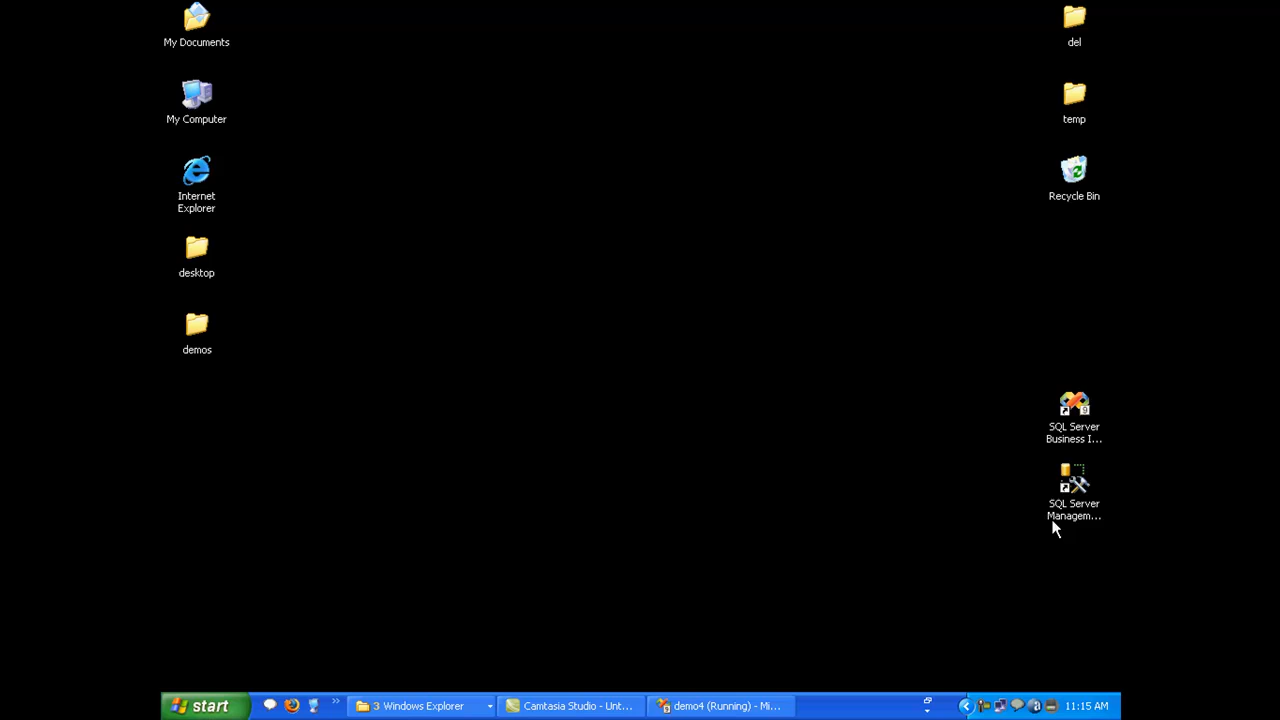 My Documents
My Computer
Internet
Explorer
desktop
demos
del
temp
Recycle Bin
SQL Server
Business I...
SQL Server
Managem...
start
3 Windows Explorer
Camtasia Studio - Unt...
demo4 (Running) - Mi...
11:15 AM